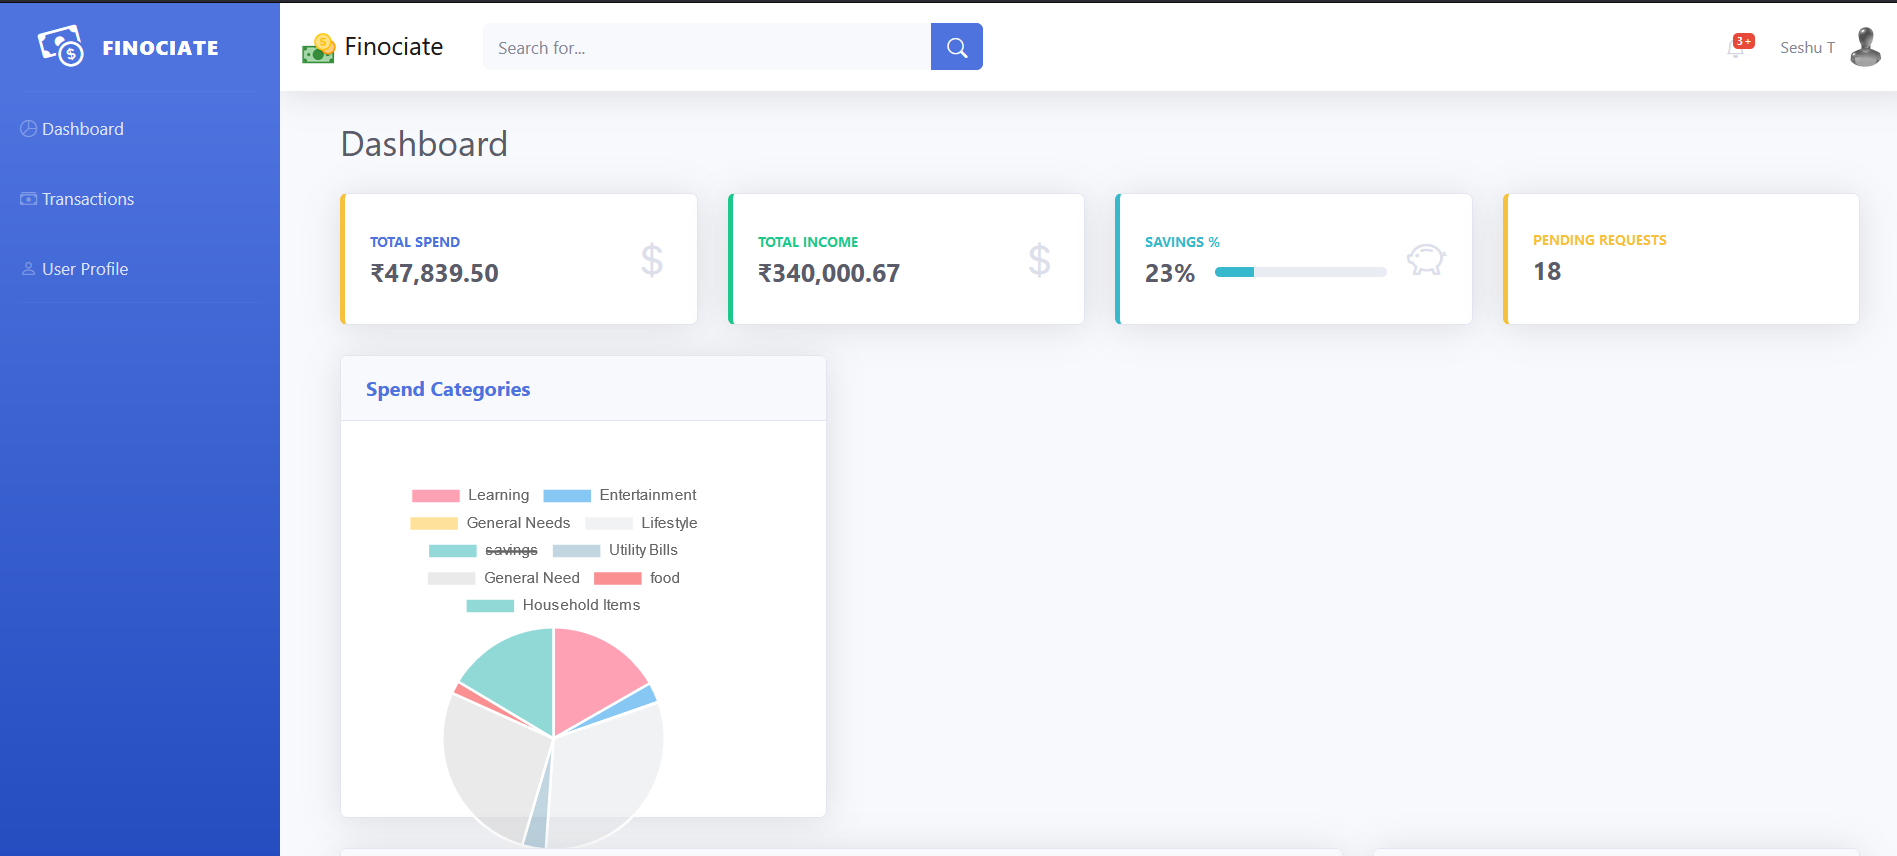 FINOCIATE
Finociate
Search for...
3+
Seshu T
Dashboard
Transactions
User Profile
Dashboard
TOTAL SPEND
₹47,839.50
$
TOTAL INCOME
₹340,000.67
$
SAVINGS %
23%
PENDING REQUESTS
18
Spend Categories
Learning Entertainment
General Needs Lifestyle
savings Utility Bills
General Need food
Household Items